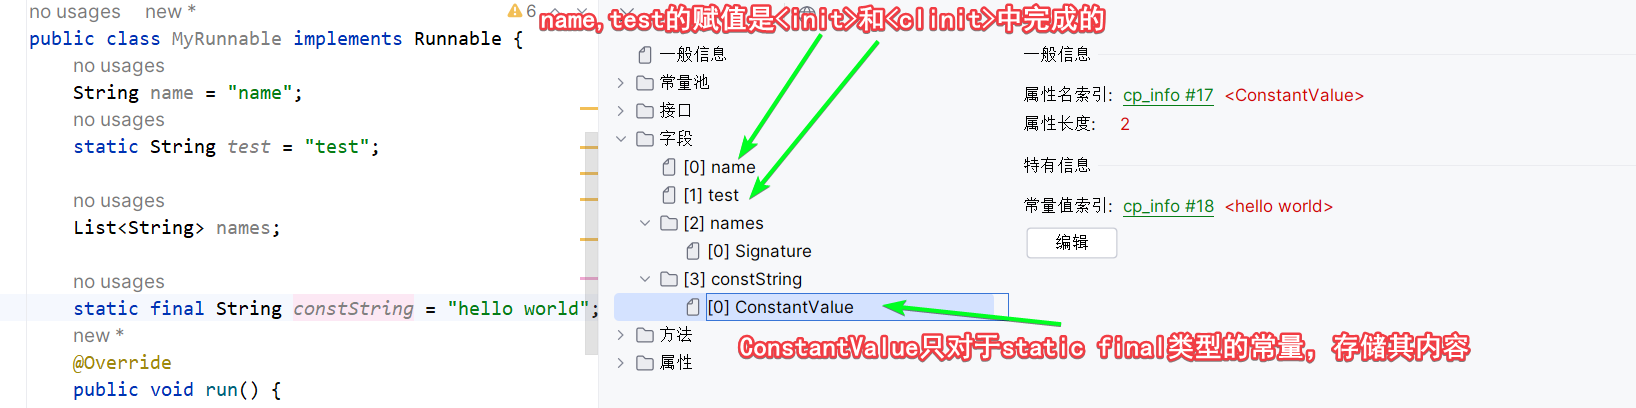 no usages   new *
6
public class MyRunnable implements Runnable {
no usages
String name = "name";
no usages
static String test = "test";
no usages
List<String> names;
no usages
static final String constString = "hello world";
new *
@Override
public void run() {
name,test的赋值是<init>和<clinit>中完成的
一般信息
常量池
接口
字段
[0] name
[1] test
[2] names
[0] Signature
[3] constString
[0] ConstantValue
方法
属性
一般信息
属性名索引: cp_info #17 <ConstantValue>
属性长度: 2
特有信息
常量值索引: cp_info #18 <hello world>
编辑
ConstantValue只对于static final类型的常量，存储其内容